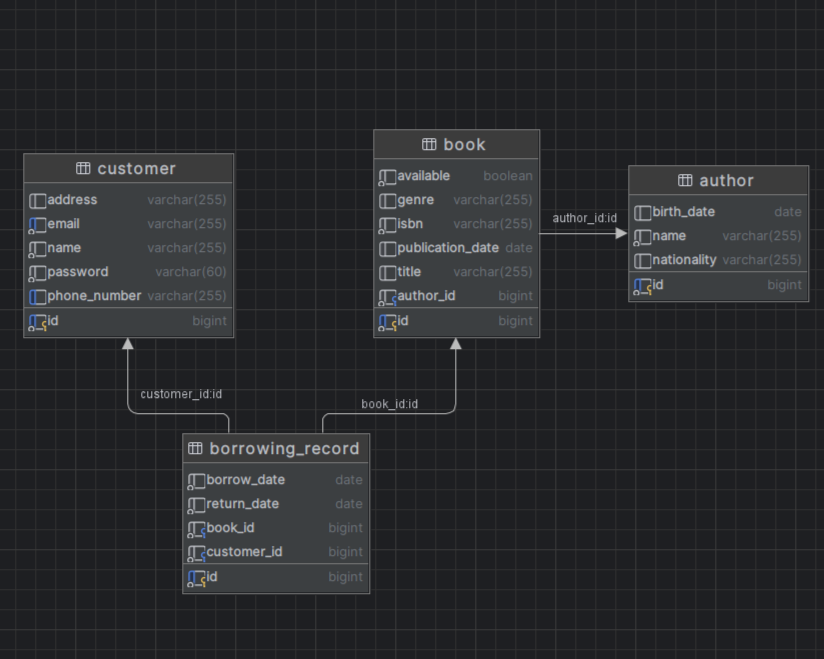 customer
address varchar(255)
email varchar(255)
name varchar(255)
password varchar(60)
phone_number varchar(255)
id bigint
book
available boolean
genre varchar(255)
isbn varchar(255)
publication_date date
title varchar(255)
author_id bigint
id bigint
author_id:id
author
birth_date date
name varchar(255)
nationality varchar(255)
id bigint
customer_id:id
book_id:id
borrowing_record
borrow_date date
return_date date
book_id bigint
customer_id bigint
id bigint